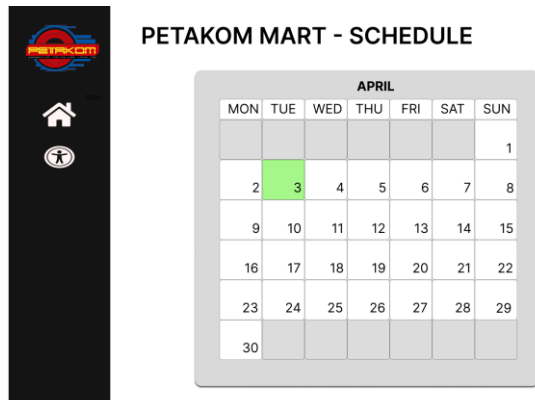 PETAKOM
PETAKOM MART - SCHEDULE
APRIL
MON TUE WED THU FRI SAT SUN
1
2 3 4 5 6 7 8
9 10 11 12 13 14 15
16 17 18 19 20 21 22
23 24 25 26 27 28 29
30